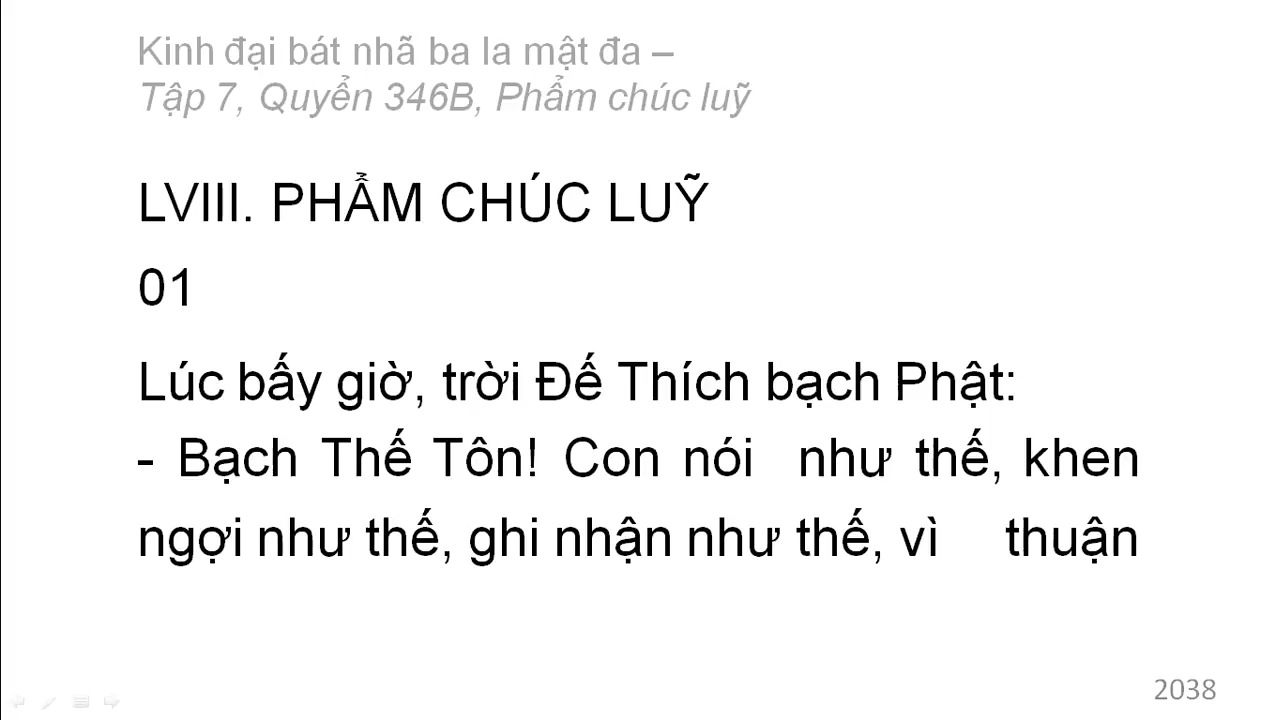 Kinh đại bát nhã ba la mật đa –
Tập 7, Quyển 346B, Phẩm chúc luỹ
LVIII. PHẨM CHÚC LUỸ
01
Lúc bấy giờ, trời Đế Thích bạch Phật:
- Bạch Thế Tôn! Con nói như thế, khen
ngợi như thế, ghi nhận như thế, vì thuận
2038